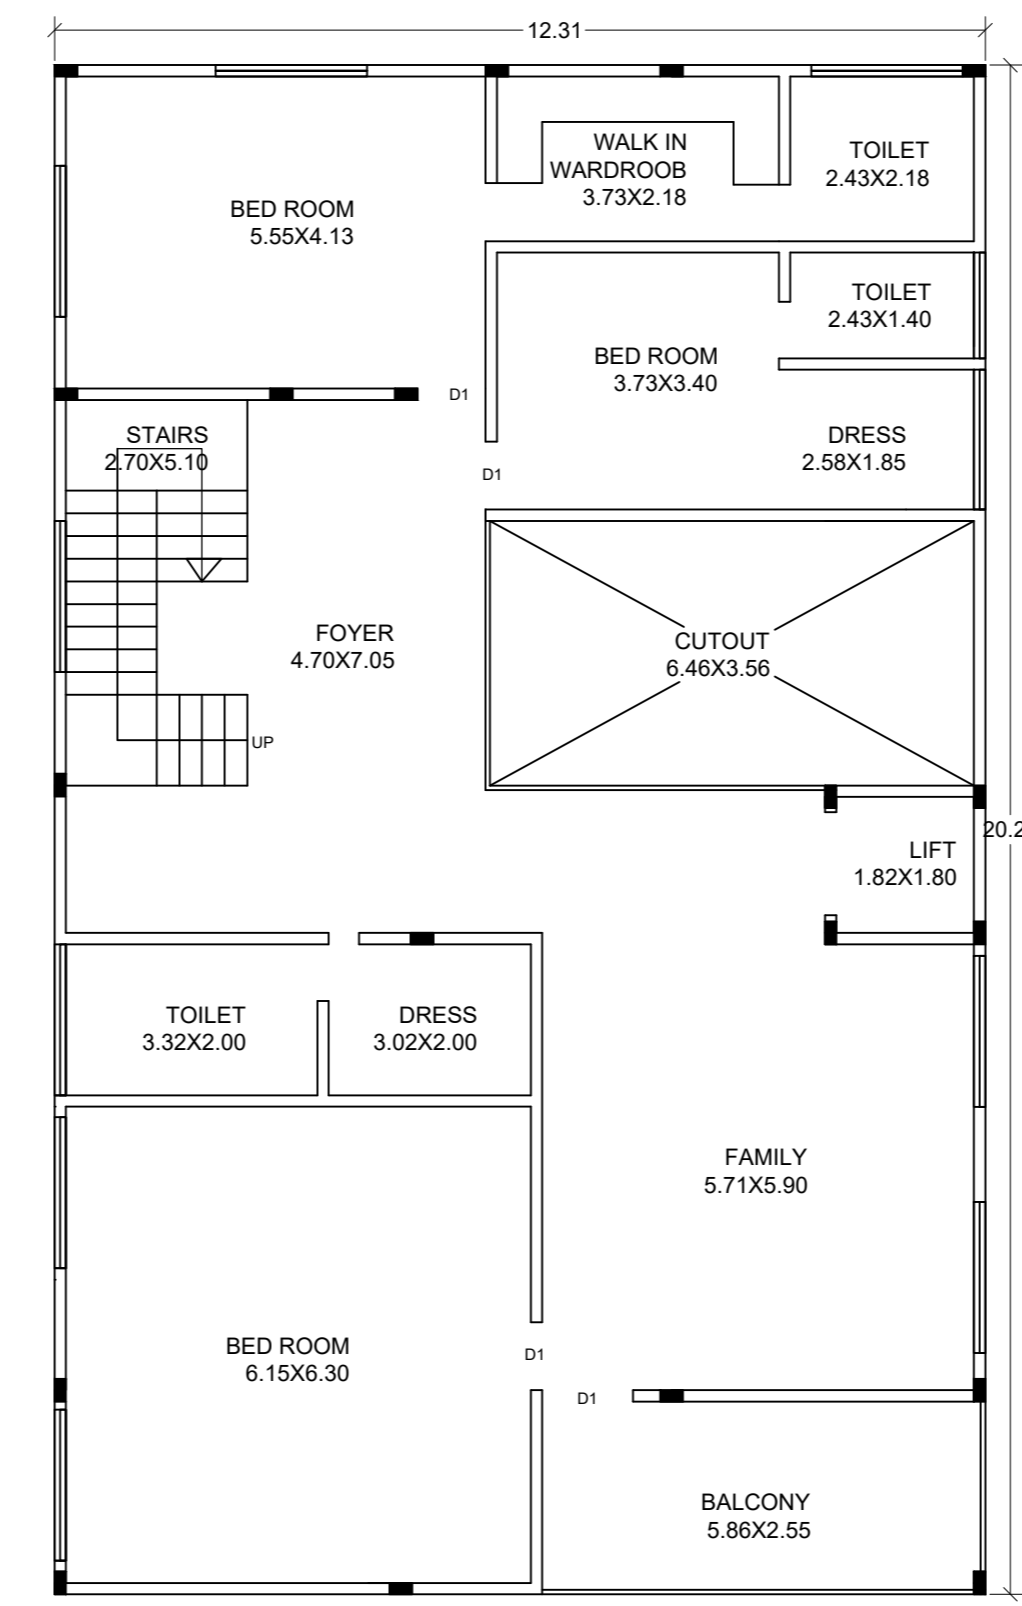 12.31
WALK IN
WARDROOB
3.73X2.18
TOILET
2.43X2.18
BED ROOM
5.55X4.13
TOILET
2.43X1.40
BED ROOM
3.73X3.40
D1
STAIRS
2.70X5.10
DRESS
2.58X1.85
D1
FOYER
4.70X7.05
CUTOUT
6.46X3.56
UP
20.2
LIFT
1.82X1.80
TOILET
3.32X2.00
DRESS
3.02X2.00
FAMILY
5.71X5.90
BED ROOM
6.15X6.30
D1
D1
BALCONY
5.86X2.55